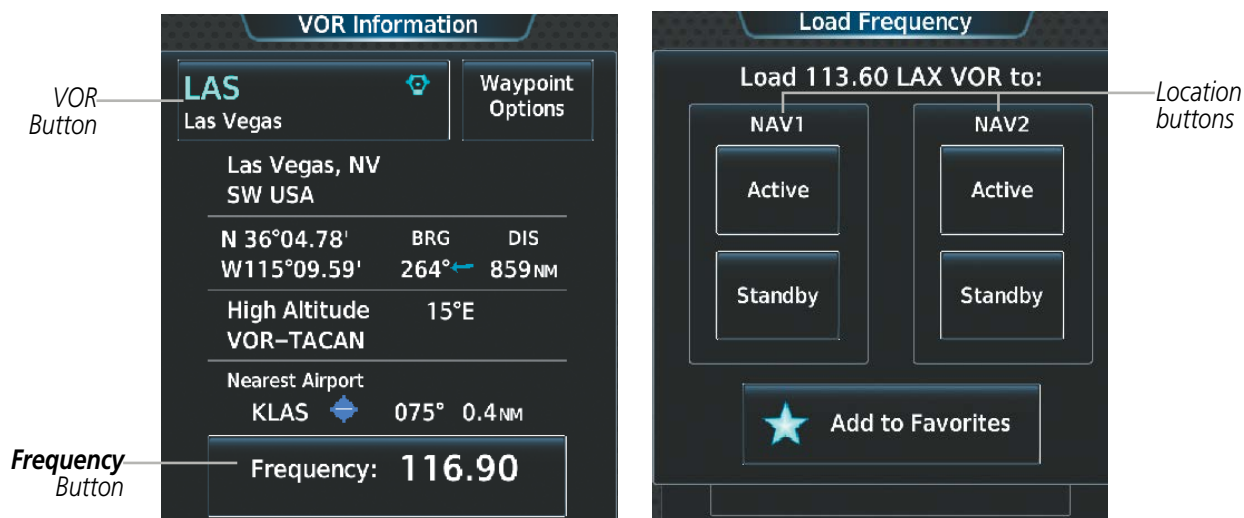 VOR Information
VOR
Button
LAS
Las Vegas
Waypoint
Options
Las Vegas, NV
SW USA
N 36°04.78' BRG DIS
W115°09.59' 264° 859NM
High Altitude 15°E
VOR–TACAN
Nearest Airport
KLAS 075° 0.4NM
Frequency
Button
Frequency: 116.90
Load Frequency
Load 113.60 LAX VOR to:
Location
buttons
NAV1 NAV2
Active Active
Standby Standby
Add to Favorites